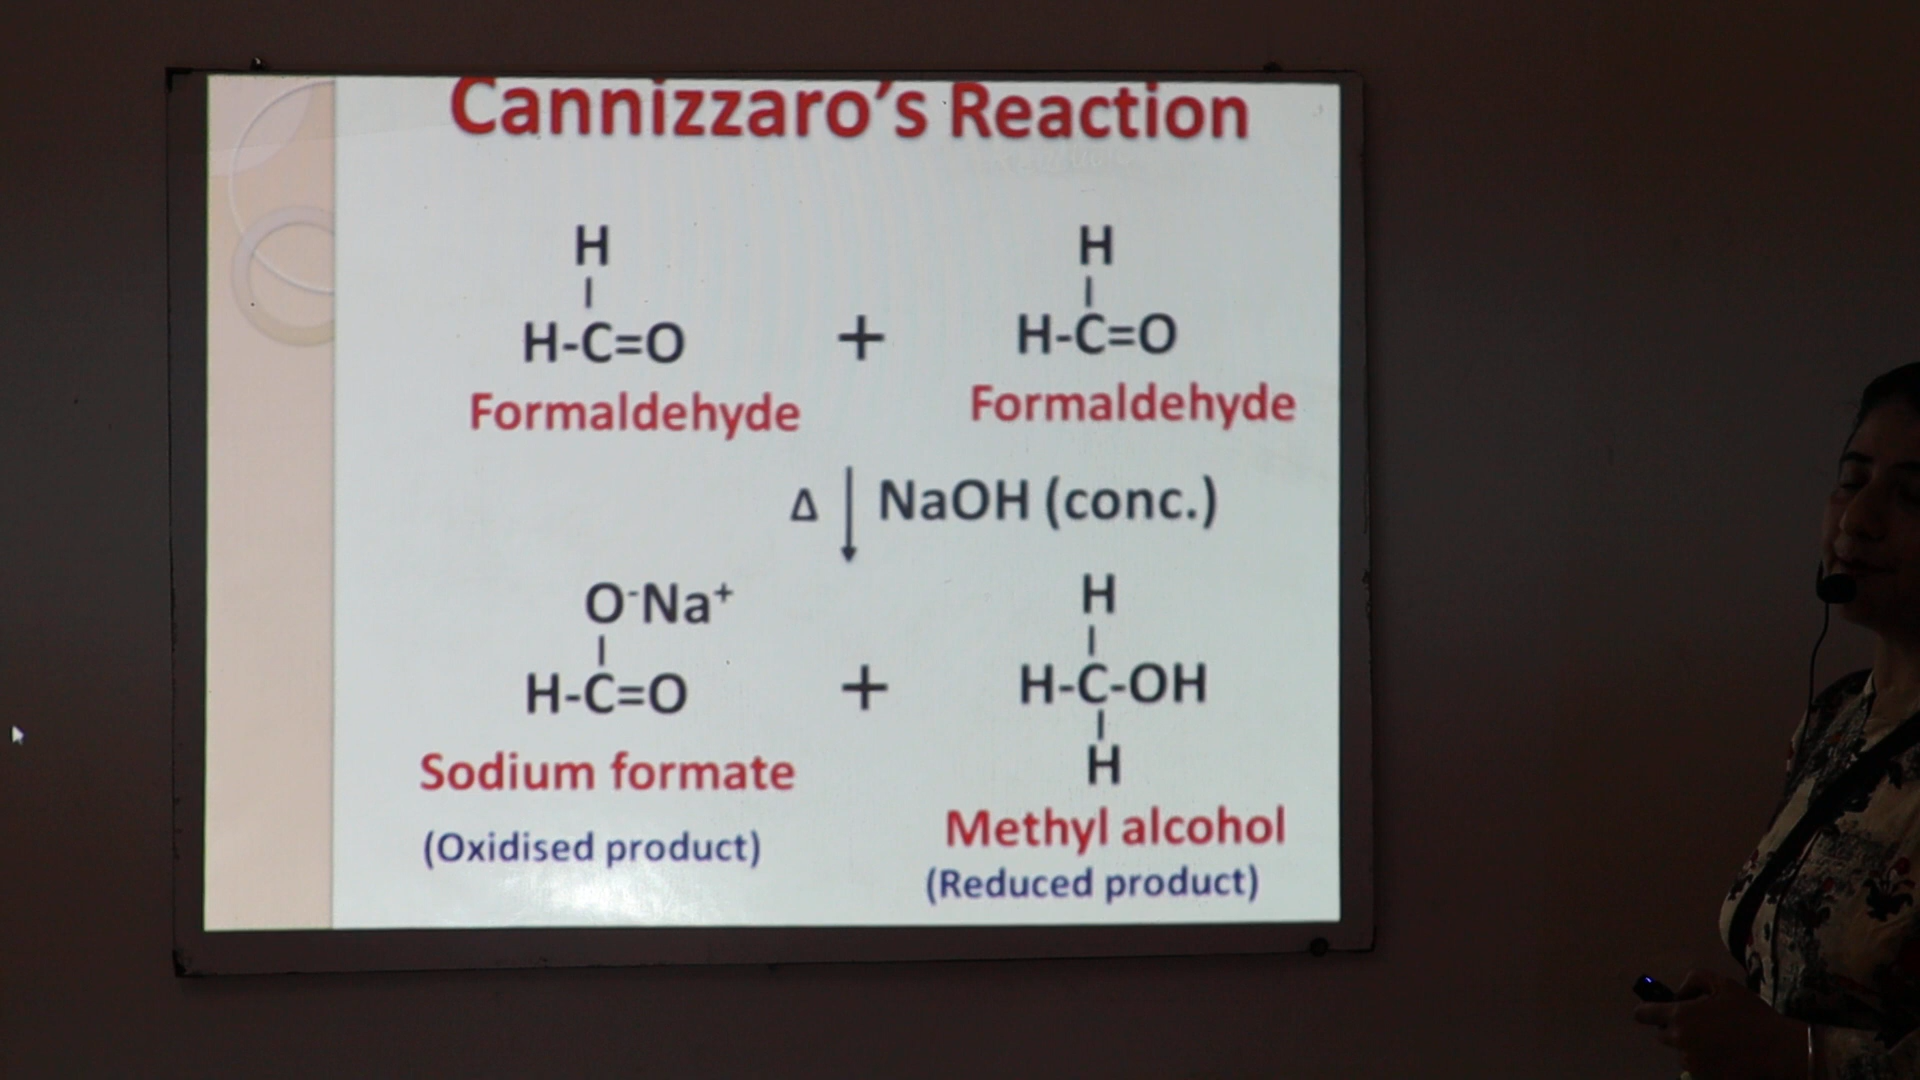 Cannizzaro's Reaction
H H
H-C=O + H-C=O
Formaldehyde Formaldehyde
Δ NaOH (conc.)
O⁻Na⁺ H
H-C=O + H-C-OH
H
Sodium formate
Methyl alcohol
(Oxidised product)
(Reduced product)